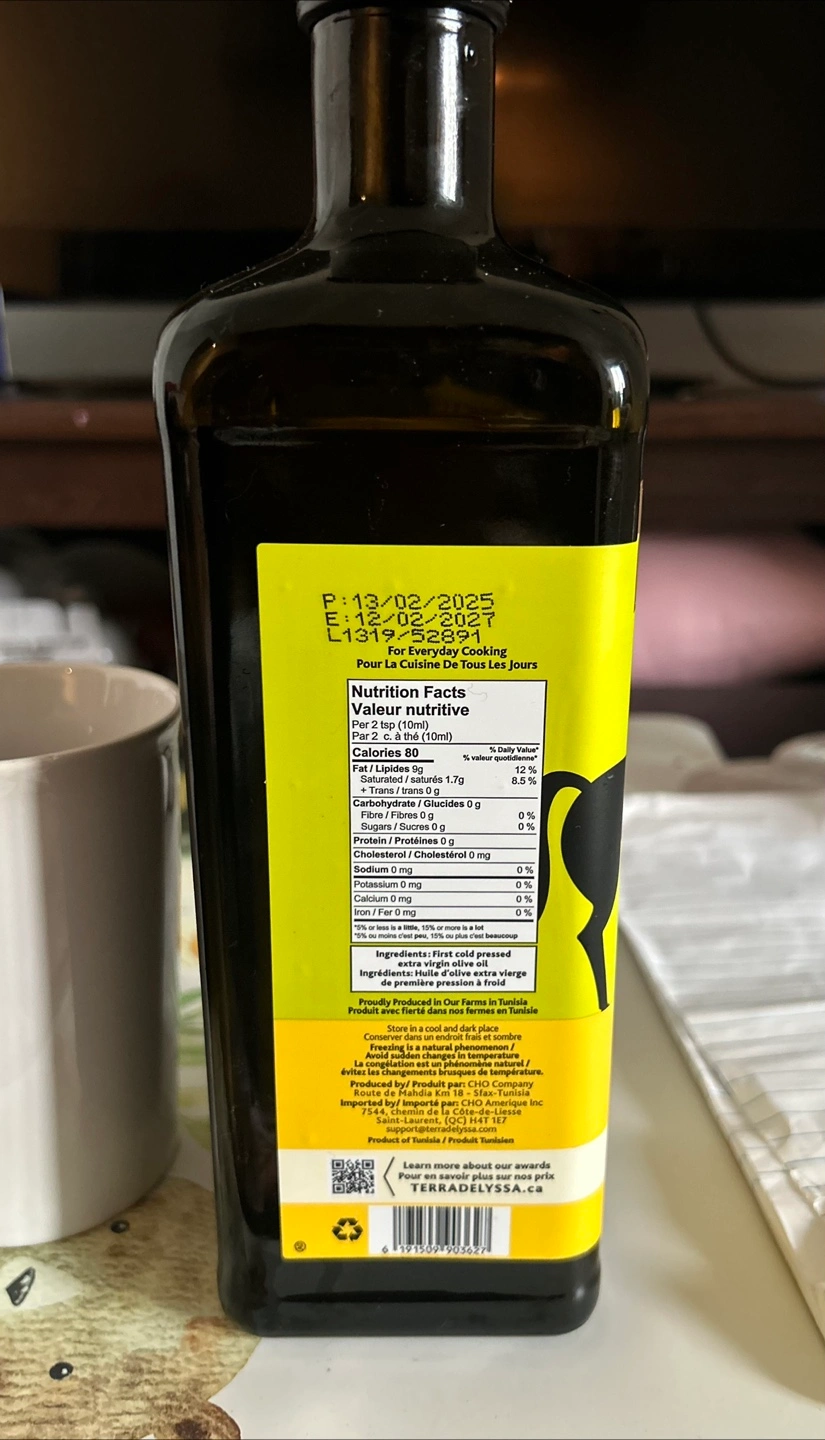 P:13/02/2025
E:12/02/2027
L1319/52891
For Everyday Cooking
Pour La Cuisine De Tous Les Jours
Nutrition Facts
Valeur nutritive
Per 2 tsp (10ml)
Par 2 c. à thé (10ml)
Calories 80
% Daily Value*
% valeur quotidienne*
Fat / Lipides 9g 12 %
Saturated / saturés 1.7g 8.5 %
+ Trans / trans 0 g
Carbohydrate / Glucides 0 g
Fibre / Fibres 0 g 0 %
Sugars / Sucres 0 g 0 %
Protein / Protéines 0 g
Cholesterol / Cholestérol 0 mg
Sodium 0 mg 0 %
Potassium 0 mg 0 %
Calcium 0 mg 0 %
Iron / Fer 0 mg 0 %
*5% or less is a little, 15% or more is a lot
*5% ou moins c'est peu, 15% ou plus c'est beaucoup
Ingredients: First cold pressed
extra virgin olive oil
Ingrédients: Huile d'olive extra vierge
de première pression à froid
Proudly Produced in Our Farms in Tunisia
Produit avec fierté dans nos fermes en Tunisie
Store in a cool and dark place
Conserver dans un endroit frais et sombre
Freezing is a natural phenomenon /
Avoid sudden changes in temperature
La congélation est un phénomène naturel /
évitez les changements brusques de température.
Produced by/ Produit par: CHO Company
Route de Mahdia Km 18 - Sfax-Tunisia
Imported by/ Importé par: CHO Amerique Inc
7544, chemin de la Côte-de-Liesse
Saint-Laurent, (QC) H4T 1E7
support@terradelyssa.com
Product of Tunisia / Produit Tunisien
Learn more about our awards
Pour en savoir plus sur nos prix
TERRADELYSSA.ca
6 191509 903627